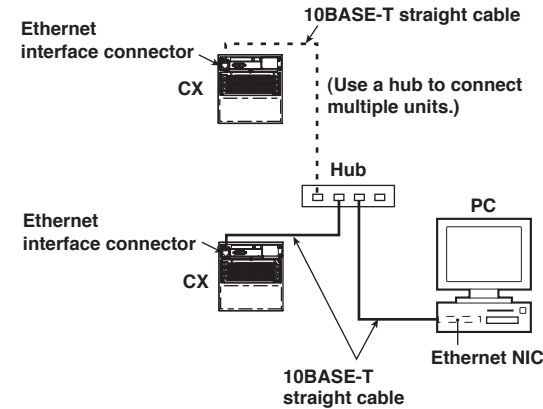 10BASE-T straight cable
Ethernet
interface connector
CX
(Use a hub to connect
multiple units.)
Hub
PC
Ethernet
interface connector
CX
Ethernet NIC
10BASE-T
straight cable